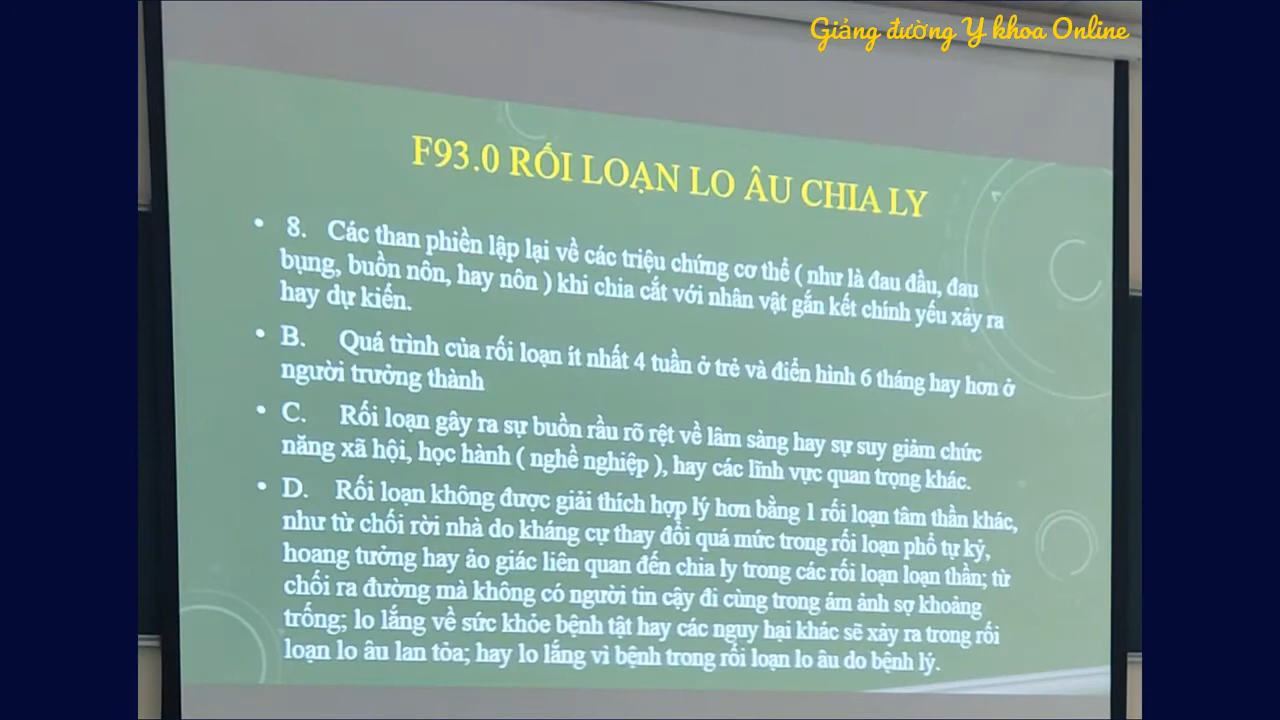 Giảng đường Y khoa Online
F93.0 RỐI LOẠN LO ÂU CHIA LY
• 8. Các than phiền lập lại về các triệu chứng cơ thể ( như là đau đầu, đau
bụng, buồn nôn, hay nôn ) khi chia cắt với nhân vật gắn kết chính yếu xảy ra
hay dự kiến.
• B. Quá trình của rối loạn ít nhất 4 tuần ở trẻ và điển hình 6 tháng hay hơn ở
người trưởng thành
• C. Rối loạn gây ra sự buồn rầu rõ rệt về lâm sàng hay sự suy giảm chức
năng xã hội, học hành ( nghề nghiệp ), hay các lĩnh vực quan trọng khác.
• D. Rối loạn không được giải thích hợp lý hơn bằng 1 rối loạn tâm thần khác,
như từ chối rời nhà do kháng cự thay đổi quá mức trong rối loạn phổ tự kỷ,
hoang tưởng hay ảo giác liên quan đến chia ly trong các rối loạn loạn thần; từ
chối ra đường mà không có người tin cậy đi cùng trong ám ảnh sợ khoảng
trống; lo lắng về sức khỏe bệnh tật hay các nguy hại khác sẽ xảy ra trong rối
loạn lo âu lan tỏa; hay lo lắng vì bệnh trong rối loạn lo âu do bệnh lý.